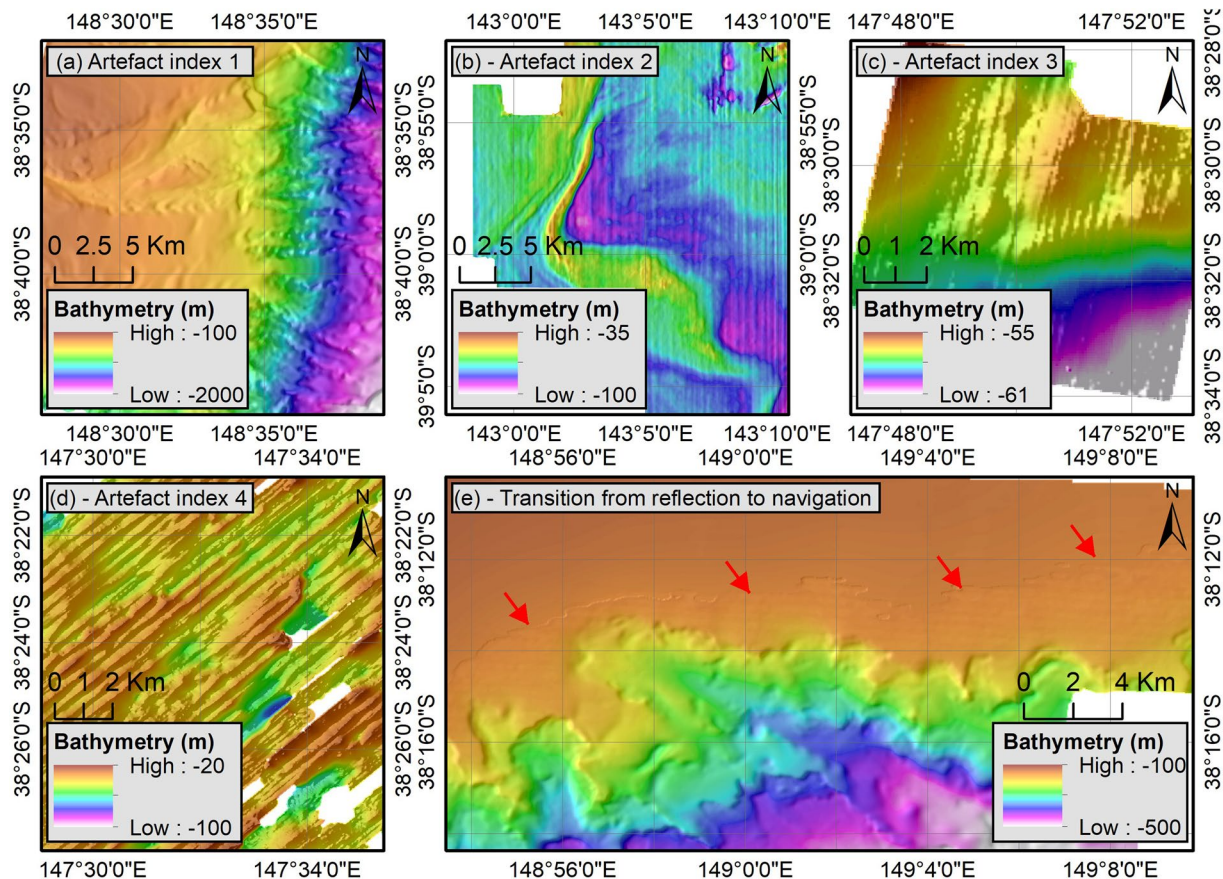 148°30'0"E 148°35'0"E
143°0'0"E 143°5'0"E 143°10'0"E
147°48'0"E 147°52'0"E
(a) Artefact index 1
N
38°35'0"S
38°40'0"S
0 2.5 5 Km
Bathymetry (m)
High : -100
Low : -2000
38°35'0"S
38°40'0"S
148°30'0"E 148°35'0"E
(b) - Artefact index 2
N
38°55'0"S
39°0'0"S
39°5'0"S
0 2.5 5 Km
Bathymetry (m)
High : -35
Low : -100
38°55'0"S
39°0'0"S
39°5'0"S
143°0'0"E 143°5'0"E 143°10'0"E
(c) - Artefact index 3
N
38°30'0"S
38°32'0"S
0 1 2 Km
Bathymetry (m)
High : -55
Low : -61
38°28'0"S
38°30'0"S
38°32'0"S
38°34'0"S
147°48'0"E 147°52'0"E
147°30'0"E 147°34'0"E
148°56'0"E 149°0'0"E 149°4'0"E 149°8'0"E
(d) - Artefact index 4
N
38°22'0"S
38°24'0"S
38°26'0"S
0 1 2 Km
Bathymetry (m)
High : -20
Low : -100
38°22'0"S
38°24'0"S
38°26'0"S
147°30'0"E 147°34'0"E
(e) - Transition from reflection to navigation
N
38°12'0"S
38°16'0"S
0 2 4 Km
Bathymetry (m)
High : -100
Low : -500
38°12'0"S
38°16'0"S
148°56'0"E 149°0'0"E 149°4'0"E 149°8'0"E